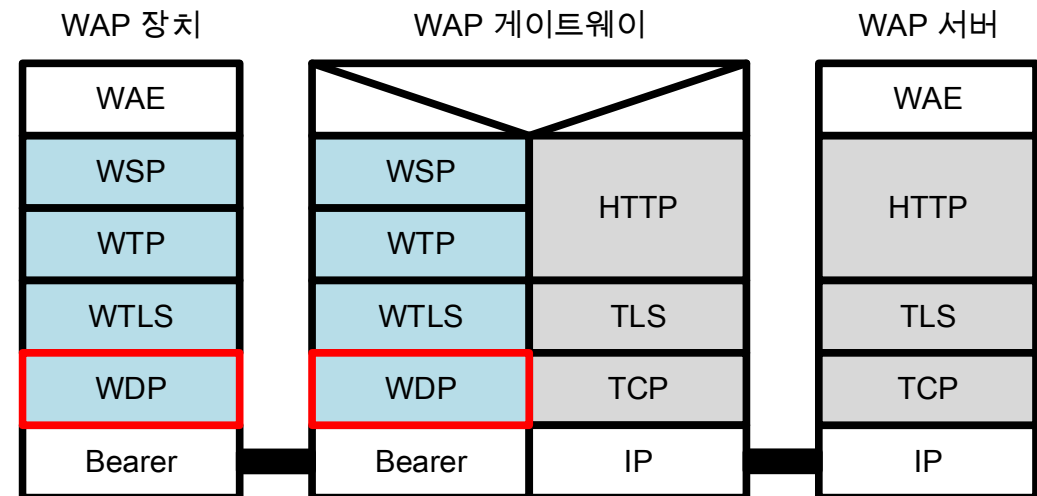 WAP 장치
WAP 게이트웨이
WAP 서버
WAE
WAE
WSP
WSP
HTTP
HTTP
WTP
WTP
WTLS
WTLS
TLS
TLS
WDP
WDP
TCP
TCP
Bearer
Bearer
IP
IP